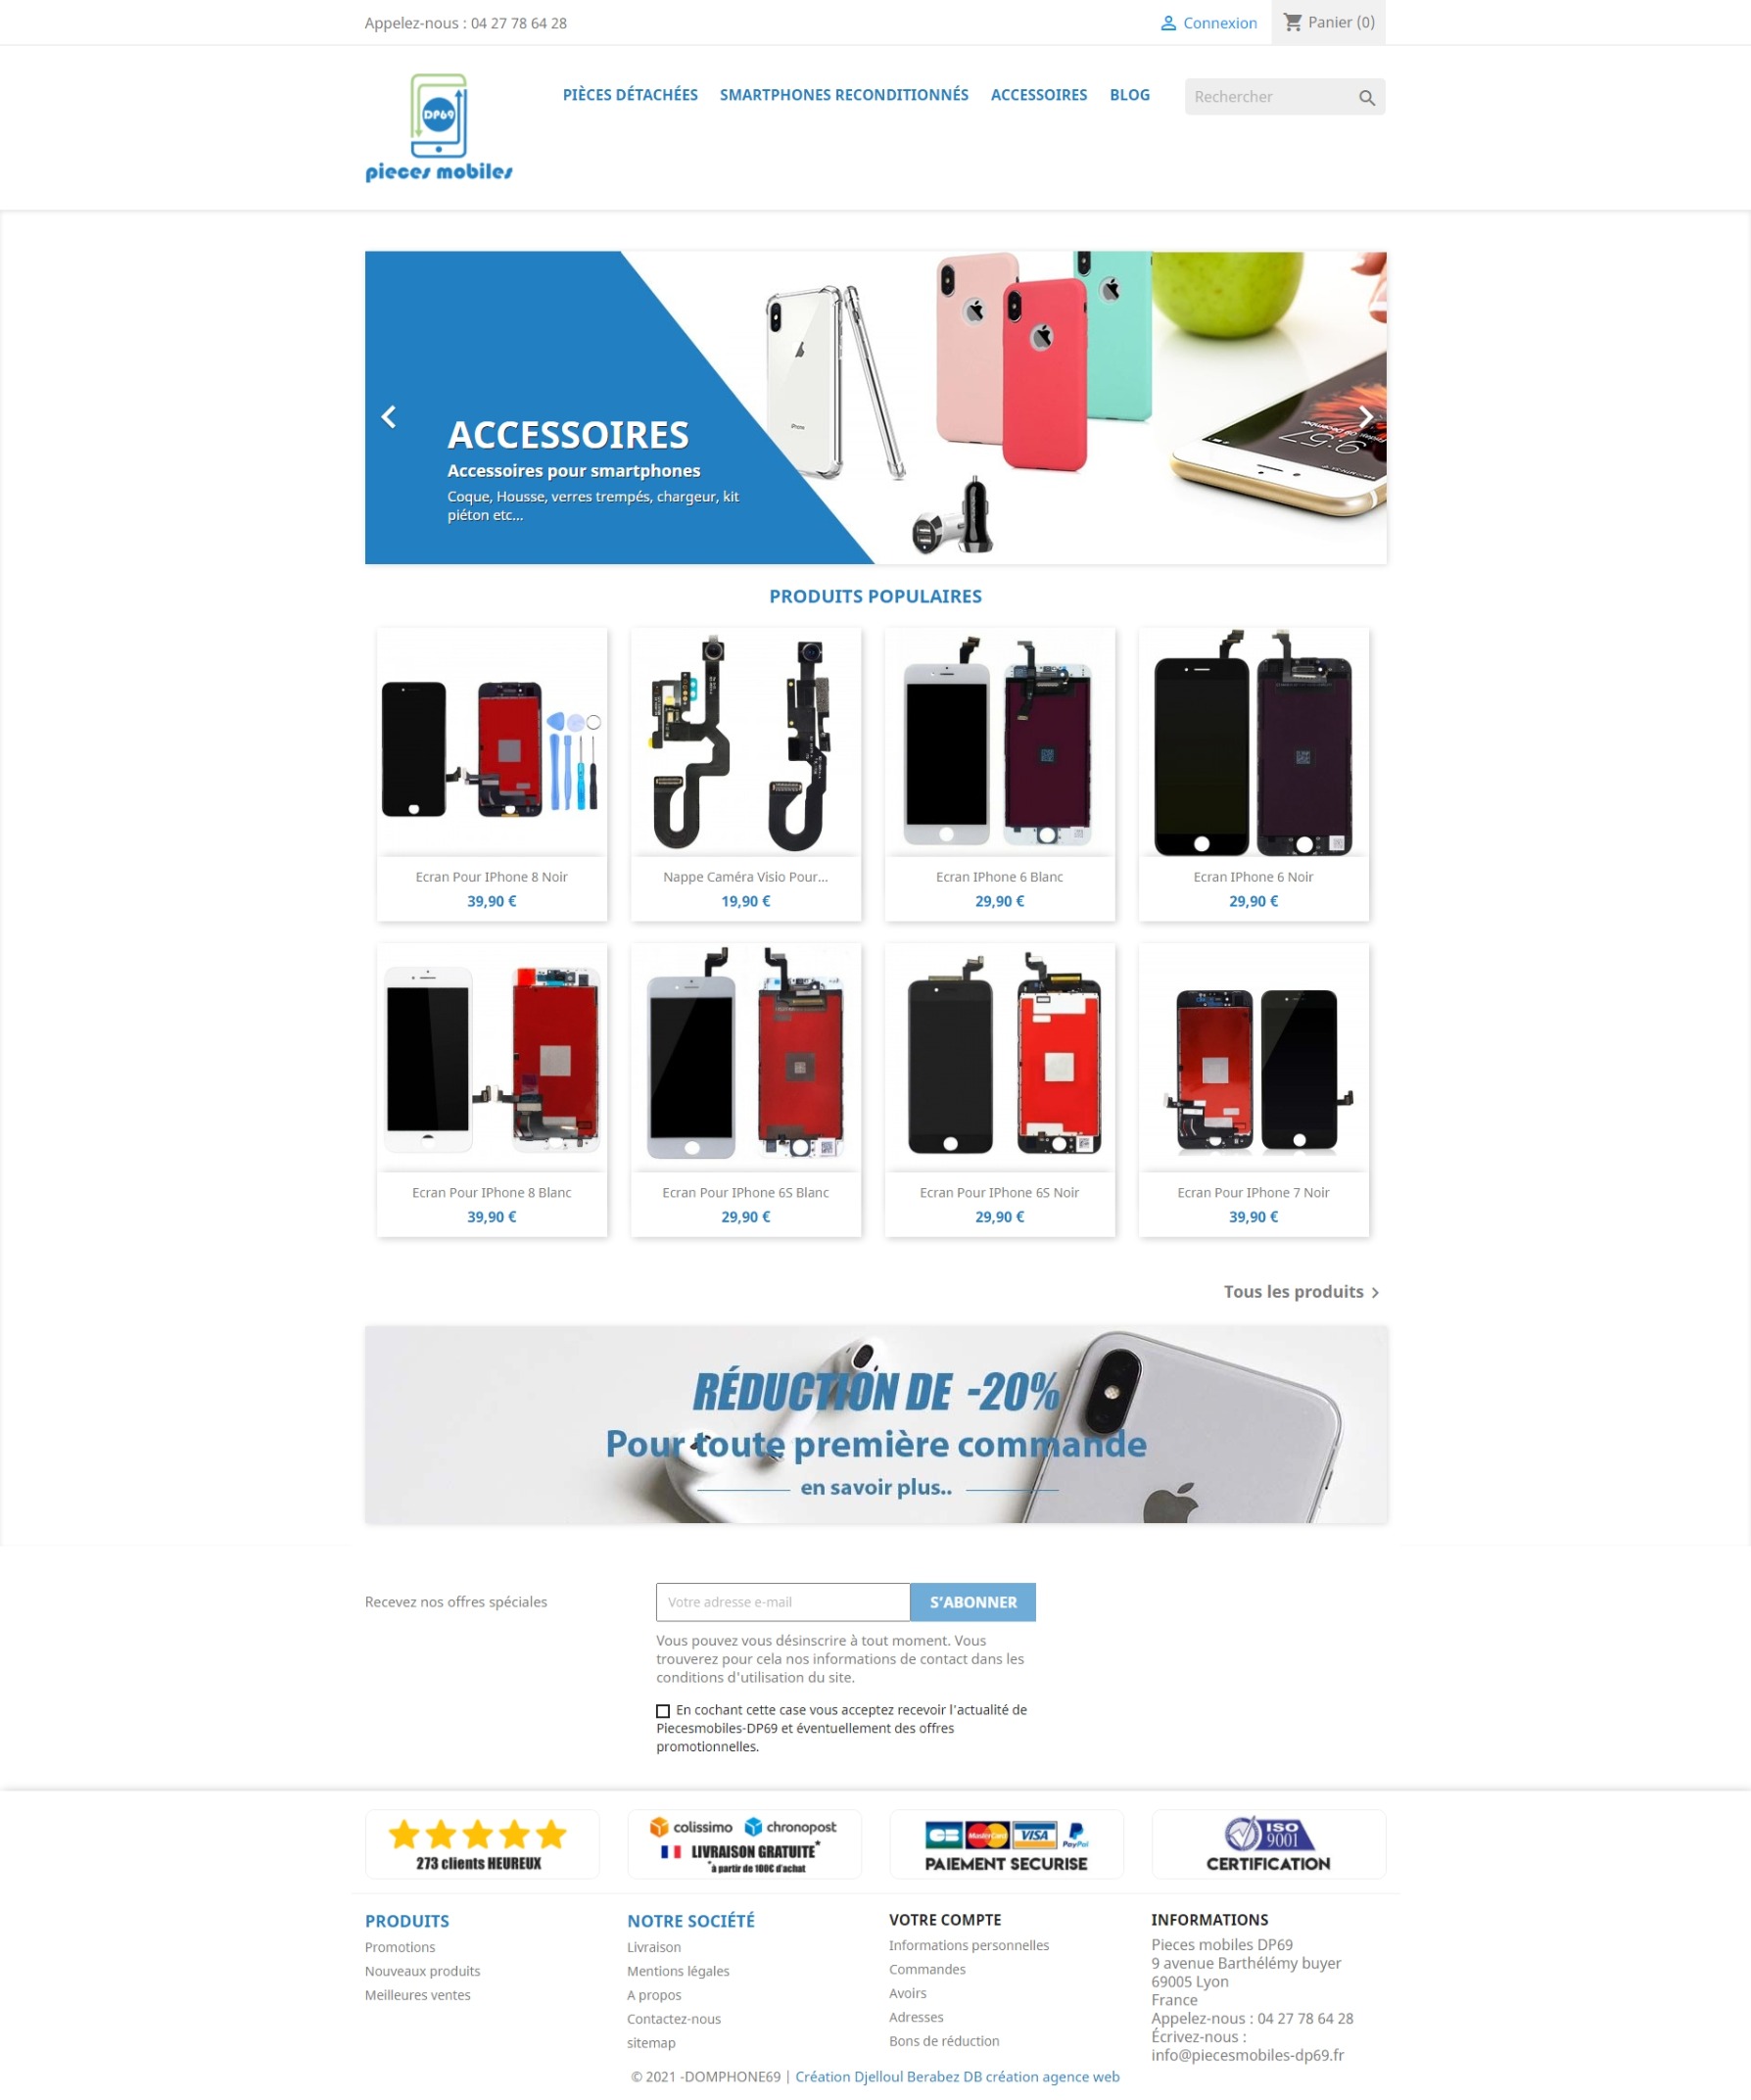 Appelez-nous : 04 27 78 64 28
Connexion
Panier (0)
DP69
pieces mobiles
PIÈCES DÉTACHÉES
SMARTPHONES RECONDITIONNÉS
ACCESSOIRES
BLOG
Rechercher
ACCESSOIRES
Accessoires pour smartphones
Coque, Housse, verres trempés, chargeur, kit
piéton etc...
iPhone
9:57
PRODUITS POPULAIRES
Ecran Pour IPhone 8 Noir
39,90 €
Nappe Caméra Visio Pour...
19,90 €
Ecran IPhone 6 Blanc
29,90 €
Ecran IPhone 6 Noir
29,90 €
Ecran Pour IPhone 8 Blanc
39,90 €
Ecran Pour IPhone 6S Blanc
29,90 €
Ecran Pour IPhone 6S Noir
29,90 €
Ecran Pour IPhone 7 Noir
39,90 €
Tous les produits
RÉDUCTION DE -20%
Pour toute première commande
en savoir plus..
Recevez nos offres spéciales
Votre adresse e-mail
S'ABONNER
Vous pouvez vous désinscrire à tout moment. Vous
trouverez pour cela nos informations de contact dans les
conditions d'utilisation du site.
En cochant cette case vous acceptez recevoir l'actualité de
Piecesmobiles-DP69 et éventuellement des offres
promotionnelles.
273 clients HEUREUX
colissimo chronopost
LIVRAISON GRATUITE*
*à partir de 100€ d'achat
CB MasterCard VISA PayPal
PAIEMENT SECURISE
ISO
9001
CERTIFICATION
PRODUITS
Promotions
Nouveaux produits
Meilleures ventes
NOTRE SOCIÉTÉ
Livraison
Mentions légales
A propos
Contactez-nous
sitemap
VOTRE COMPTE
Informations personnelles
Commandes
Avoirs
Adresses
Bons de réduction
INFORMATIONS
Pieces mobiles DP69
9 avenue Barthélémy buyer
69005 Lyon
France
Appelez-nous : 04 27 78 64 28
Écrivez-nous :
info@piecesmobiles-dp69.fr
© 2021 -DOMPHONE69 | Création Djelloul Berabez DB création agence web